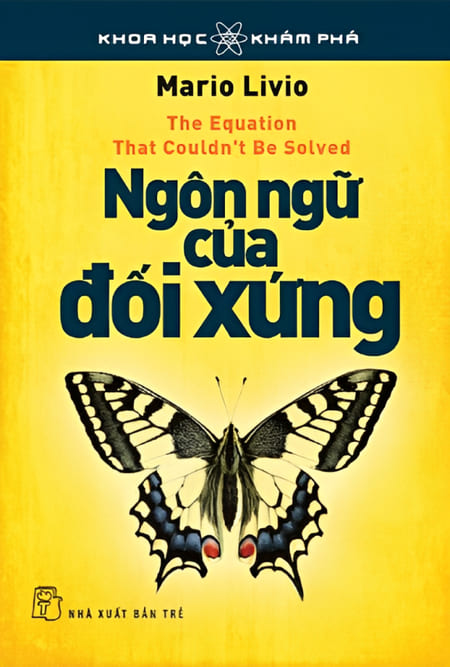 KHOA HỌC KHÁM PHÁ
Mario Livio
The Equation
That Couldn't Be Solved
Ngôn ngữ
của
đối xứng
NHÀ XUẤT BẢN TRẺ